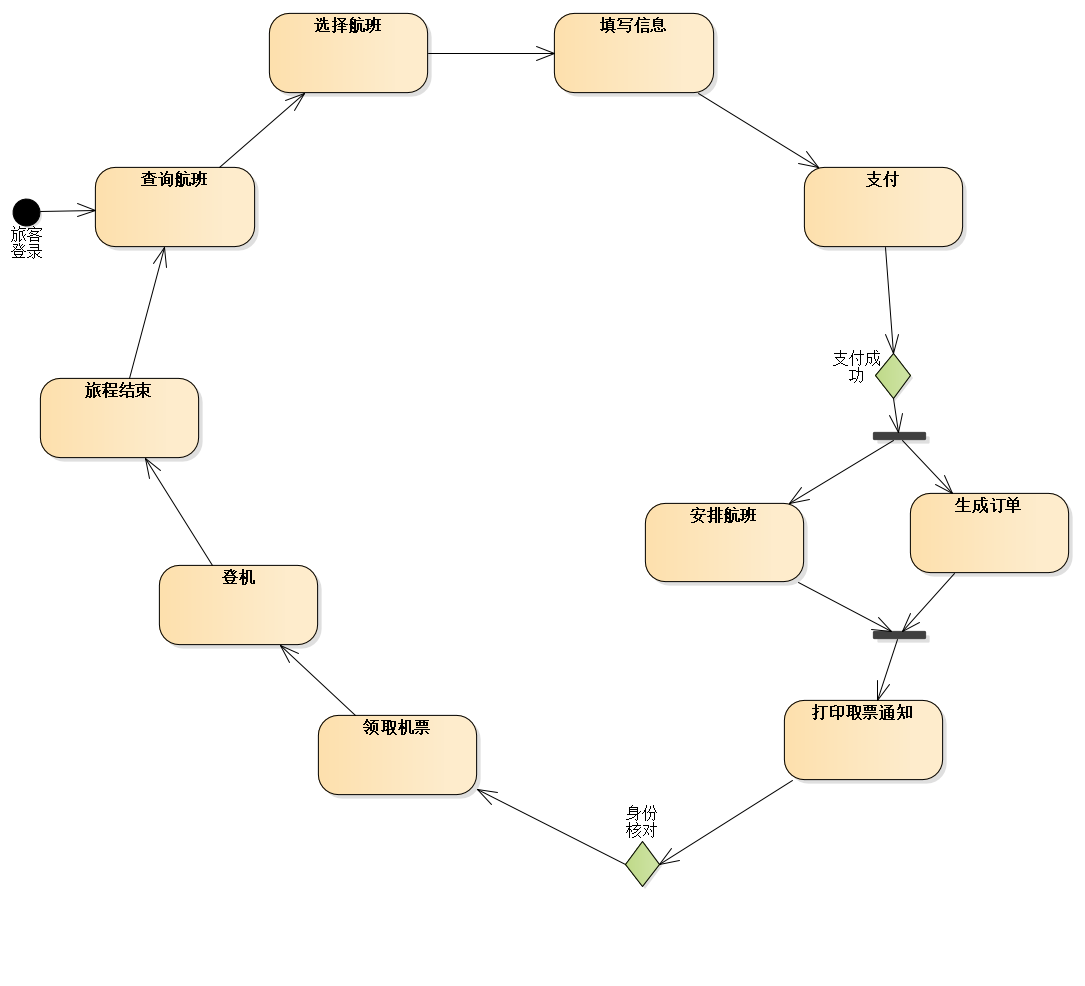 选择航班
填写信息
查询航班
支付
旅客
登录
支付成
功
旅程结束
安排航班
生成订单
登机
打印取票通知
领取机票
身份
核对